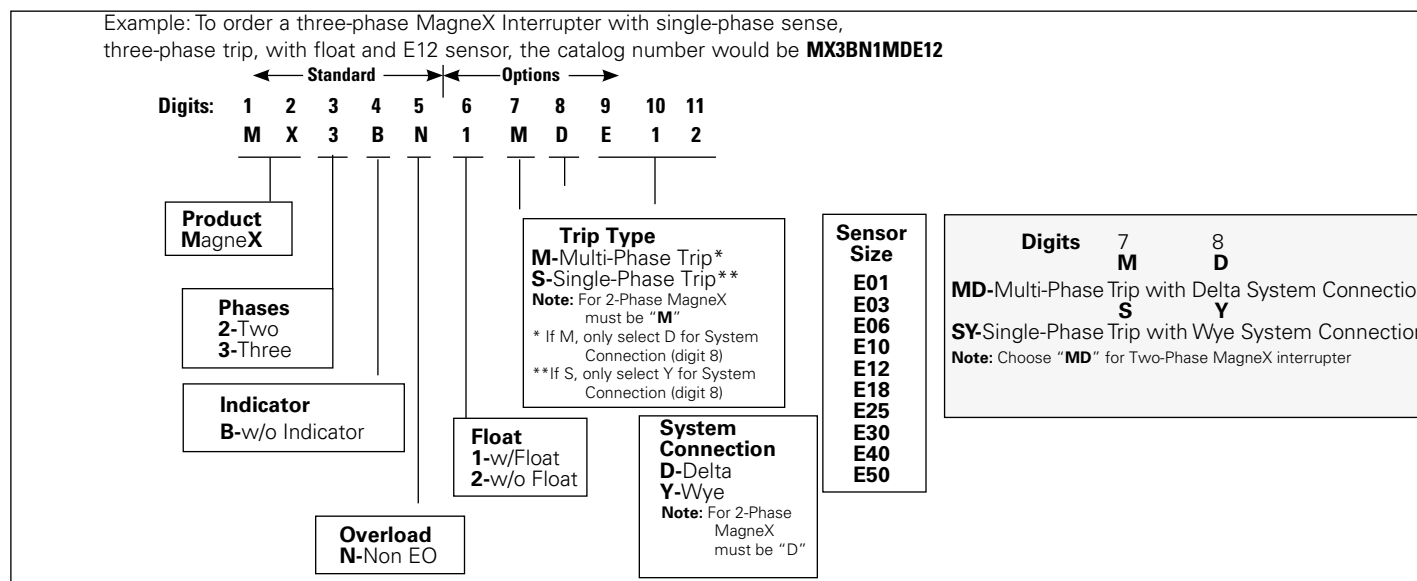 Example: To order a three-phase MagneX Interrupter with single-phase sense,
three-phase trip, with float and E12 sensor, the catalog number would be MX3BN1MDE12
Standard Options
Digits: 1 2 3 4 5 6 7 8 9 10 11
M X 3 B N 1 M D E 1 2
Product
MagneX
Phases
2-Two
3-Three
Indicator
B-w/o Indicator
Overload
N-Non EO
Float
1-w/Float
2-w/o Float
Trip Type
M-Multi-Phase Trip*
S-Single-Phase Trip**
Note: For 2-Phase MagneX
must be "M"
* If M, only select D for System
Connection (digit 8)
**If S, only select Y for System
Connection (digit 8)
System
Connection
D-Delta
Y-Wye
Note: For 2-Phase
MagneX
must be "D"
Sensor
Size
E01
E03
E06
E10
E12
E18
E25
E30
E40
E50
Digits 7 8
M D
MD-Multi-Phase Trip with Delta System Connectio
S Y
SY-Single-Phase Trip with Wye System Connection
Note: Choose "MD" for Two-Phase MagneX interrupter